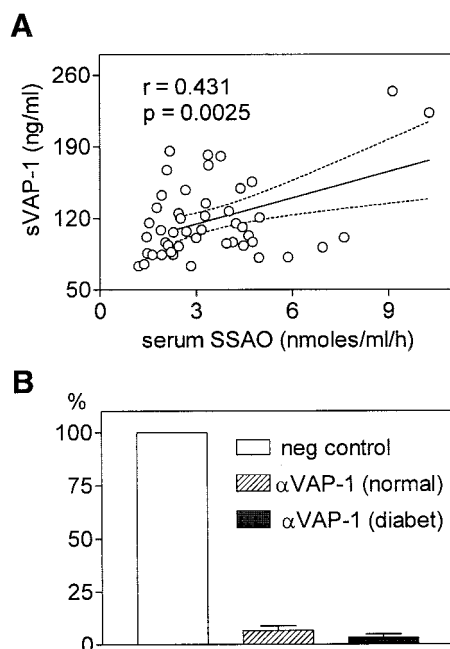 A
260
190
120
50
sVAP-1 (ng/ml)
r = 0.431
p = 0.0025
3
6
9
serum SSAO (nmoles/ml/h)
B
%
100
75
50
25
0
neg control
αVAP-1 (normal)
αVAP-1 (diabet)